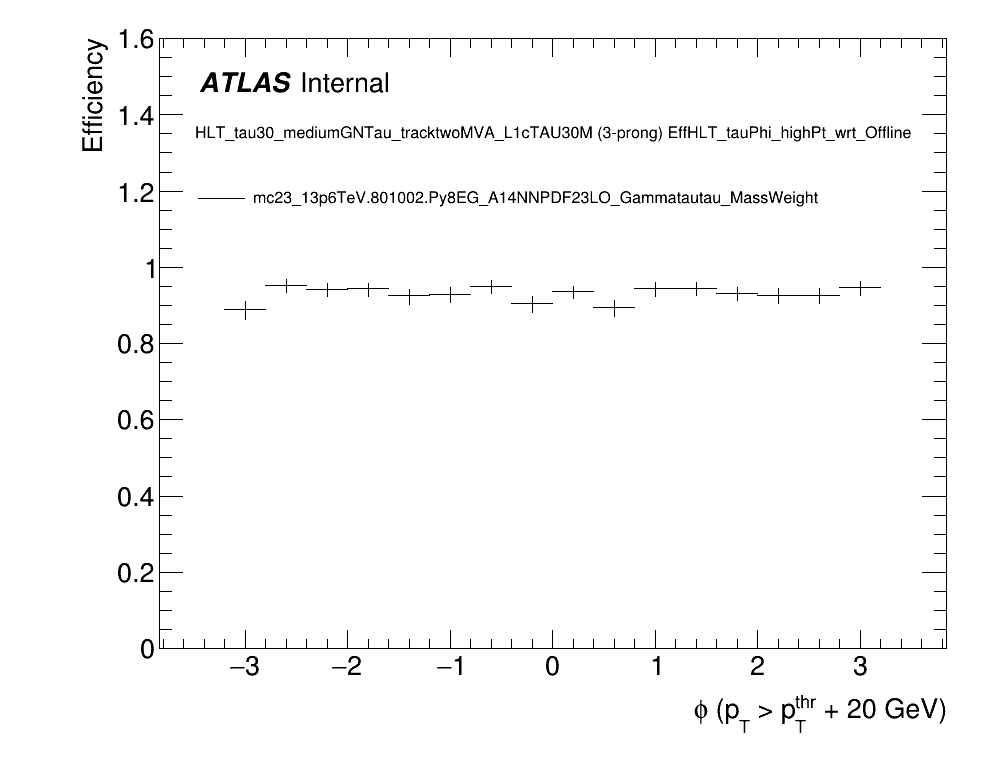 1.6
Efficiency
ATLAS Internal
1.4
HLT_tau30_mediumGNTau_tracktwoMVA_L1cTAU30M (3-prong) EffHLT_tauPhi_highPt_wrt_Offline
1.2
mc23_13p6TeV.801002.Py8EG_A14NNPDF23LO_Gammatautau_MassWeight
1
0.8
0.6
0.4
0.2
0
−3 −2 −1 0 1 2 3
ϕ (p_T > p_T^thr + 20 GeV)